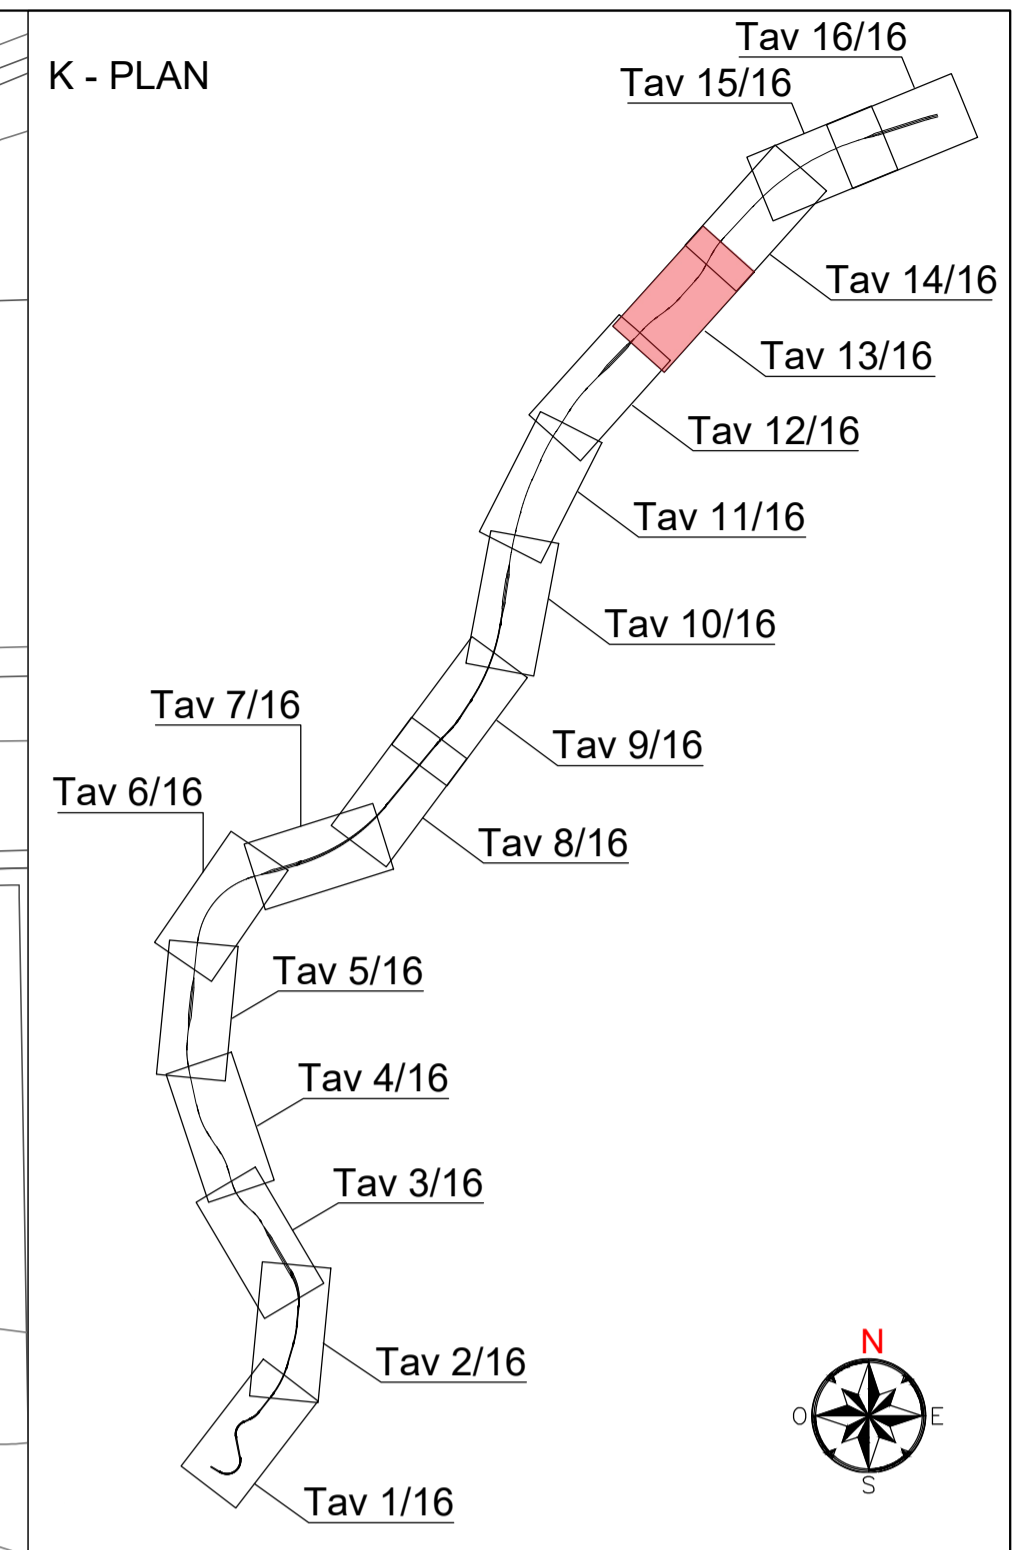 K - PLAN
Tav 16/16
Tav 15/16
Tav 14/16
Tav 13/16
Tav 12/16
Tav 11/16
Tav 10/16
Tav 7/16
Tav 9/16
Tav 6/16
Tav 8/16
Tav 5/16
Tav 4/16
Tav 3/16
Tav 2/16
Tav 1/16
N
O
E
S